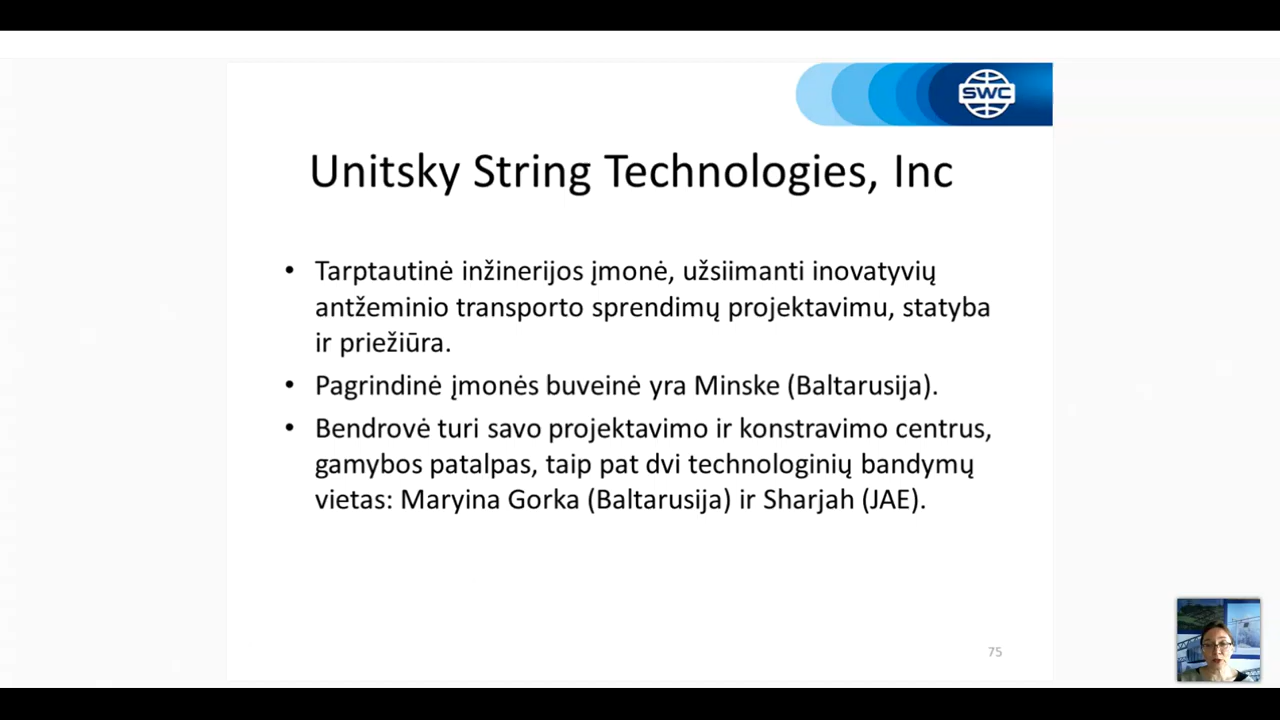 SWC
Unitsky String Technologies, Inc
• Tarptautinė inžinerijos įmonė, užsiimanti inovatyvių
antžeminio transporto sprendimų projektavimu, statyba
ir priežiūra.
• Pagrindinė įmonės buveinė yra Minske (Baltarusija).
• Bendrovė turi savo projektavimo ir konstravimo centrus,
gamybos patalpas, taip pat dvi technologinių bandymų
vietas: Maryina Gorka (Baltarusija) ir Sharjah (JAE).
75